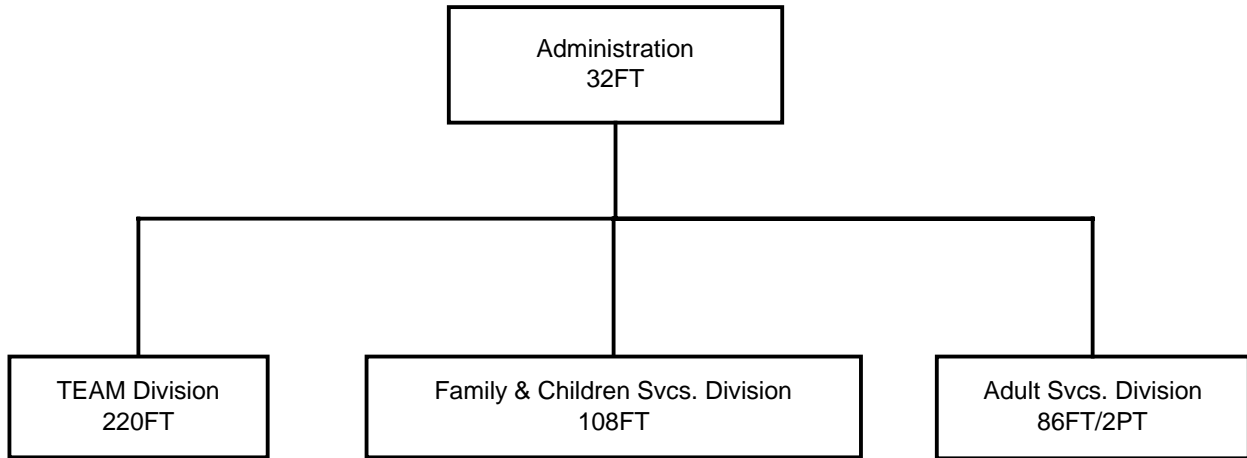 Administration
32FT
TEAM Division
220FT
Family & Children Svcs. Division
108FT
Adult Svcs. Division
86FT/2PT